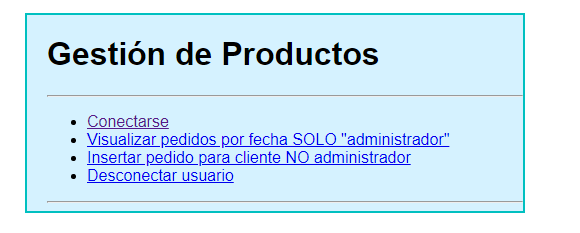 Gestión de Productos
Conectarse
Visualizar pedidos por fecha SOLO "administrador"
Insertar pedido para cliente NO administrador
Desconectar usuario